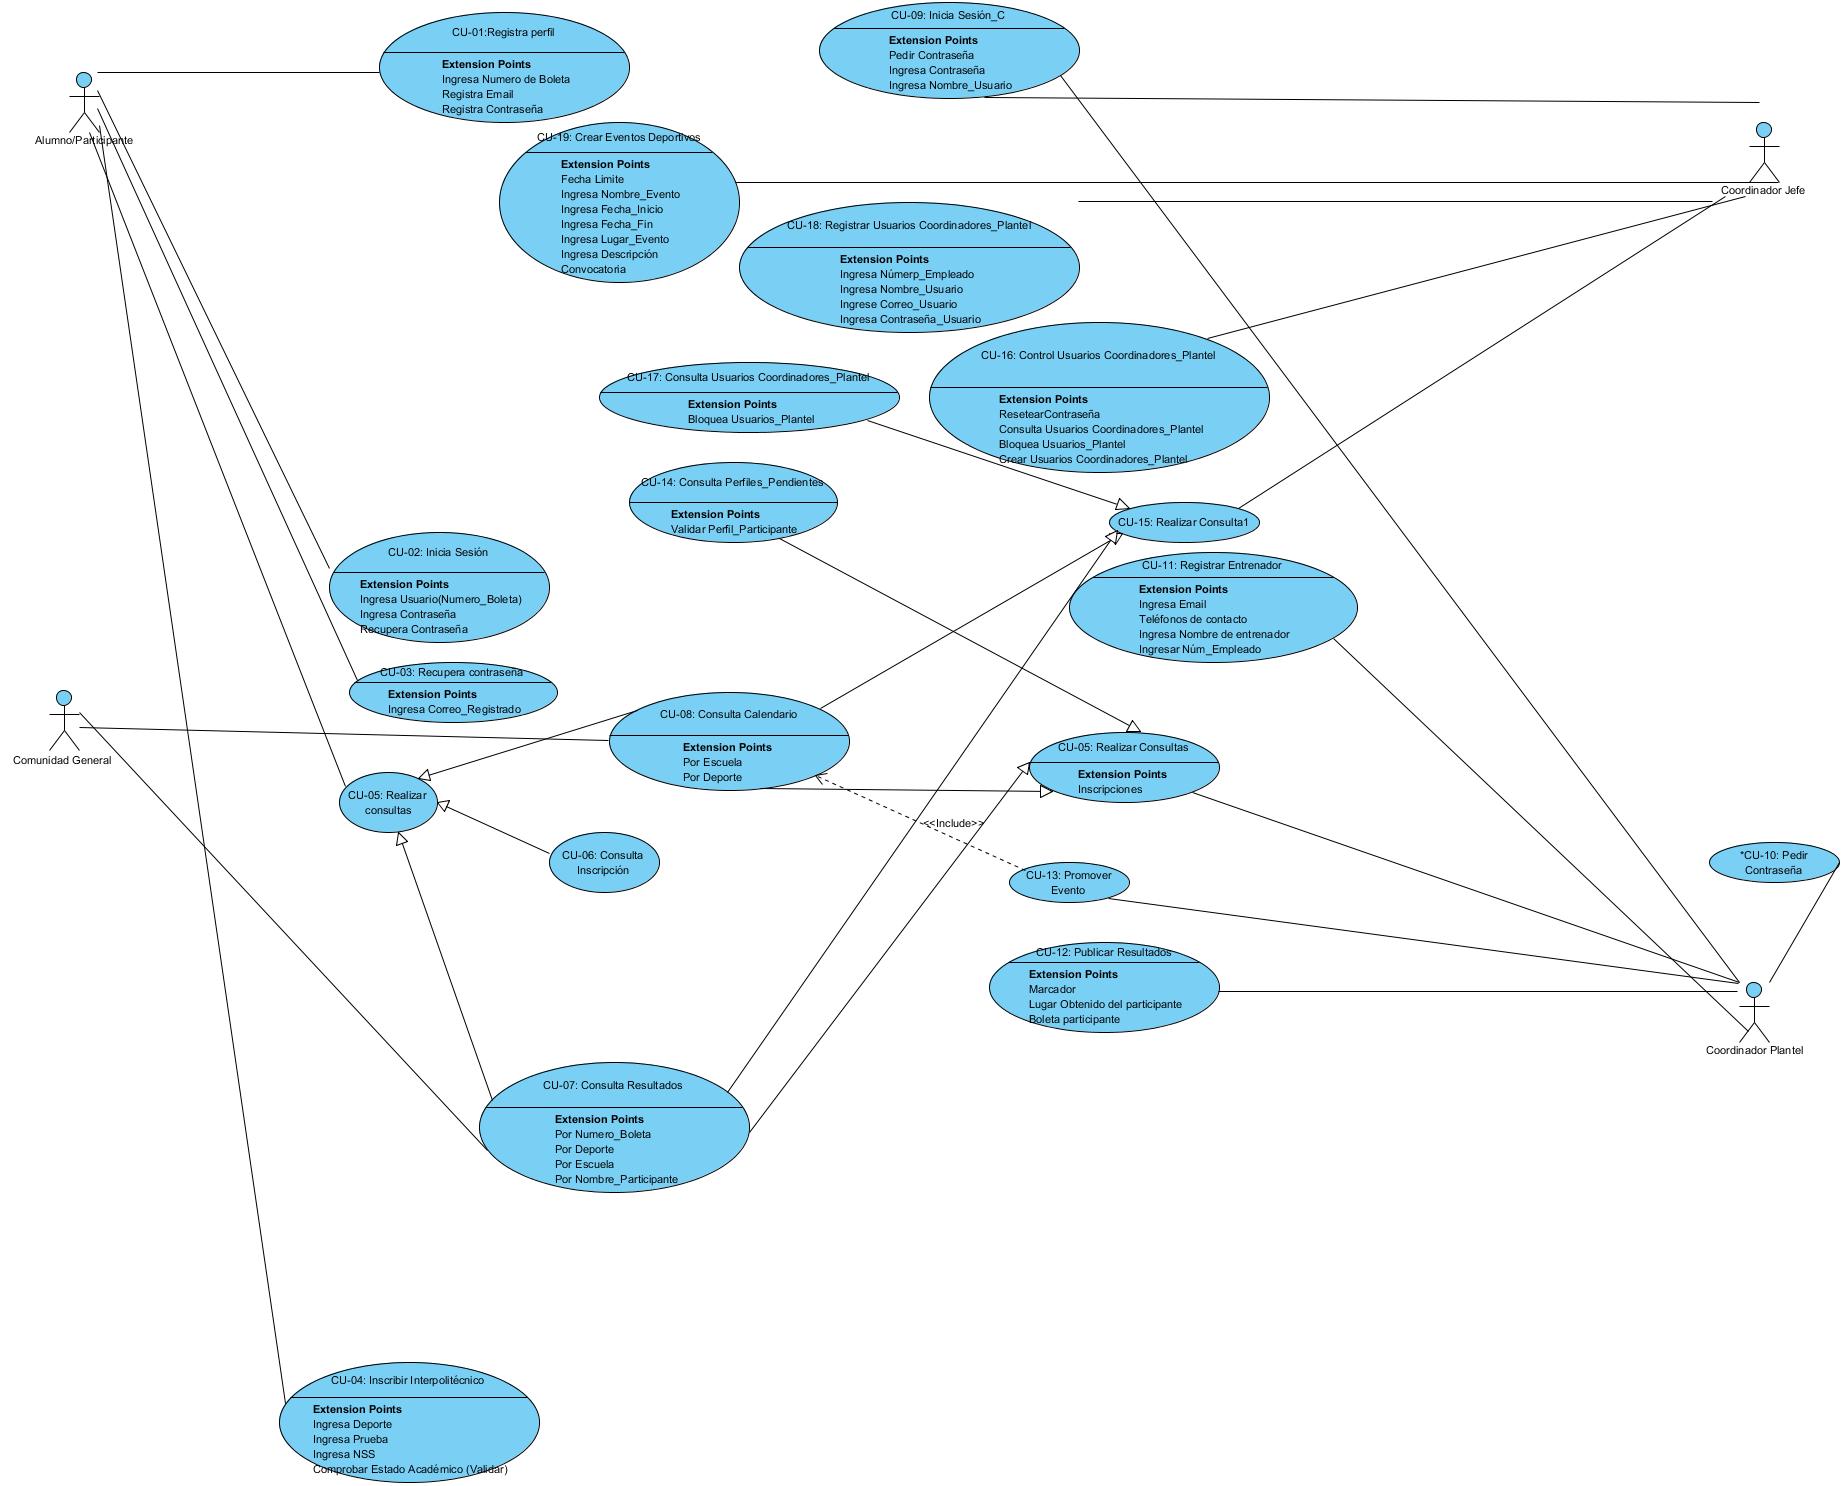 CU-01:Registra perfil
Extension Points
Ingresa Numero de Boleta
Registra Email
Registra Contraseña
CU-09: Inicia Sesión_C
Extension Points
Pedir Contraseña
Ingresa Contraseña
Ingresa Nombre_Usuario
Alumno/Participante
CU-19: Crear Eventos Deportivos
Extension Points
Fecha Limite
Ingresa Nombre_Evento
Ingresa Fecha_Inicio
Ingresa Fecha_Fin
Ingresa Lugar_Evento
Ingresa Descripción
Convocatoria
Coordinador Jefe
CU-18: Registrar Usuarios Coordinadores_Plantel
Extension Points
Ingresa Númerp_Empleado
Ingresa Nombre_Usuario
Ingrese Correo_Usuario
Ingresa Contraseña_Usuario
CU-16: Control Usuarios Coordinadores_Plantel
Extension Points
ResetearContraseña
Consulta Usuarios Coordinadores_Plantel
Bloquea Usuarios_Plantel
Crear Usuarios Coordinadores_Plantel
CU-17: Consulta Usuarios Coordinadores_Plantel
Extension Points
Bloquea Usuarios_Plantel
CU-14: Consulta Perfiles_Pendientes
Extension Points
Validar Perfil_Participante
CU-15: Realizar Consulta1
CU-02: Inicia Sesión
Extension Points
Ingresa Usuario(Numero_Boleta)
Ingresa Contraseña
Recupera Contraseña
CU-11: Registrar Entrenador
Extension Points
Ingresa Email
Teléfonos de contacto
Ingresa Nombre de entrenador
Ingresar Núm_Empleado
CU-03: Recupera contraseña
Extension Points
Ingresa Correo_Registrado
Comunidad General
CU-08: Consulta Calendario
Extension Points
Por Escuela
Por Deporte
CU-05: Realizar Consultas
Extension Points
Inscripciones
CU-05: Realizar
consultas
<<Include>>
CU-06: Consulta
Inscripción
CU-13: Promover
Evento
*CU-10: Pedir
Contraseña
CU-12: Publicar Resultados
Extension Points
Marcador
Lugar Obtenido del participante
Boleta participante
Coordinador Plantel
CU-07: Consulta Resultados
Extension Points
Por Numero_Boleta
Por Deporte
Por Escuela
Por Nombre_Participante
CU-04: Inscribir Interpolitécnico
Extension Points
Ingresa Deporte
Ingresa Prueba
Ingresa NSS
Comprobar Estado Académico (Validar)